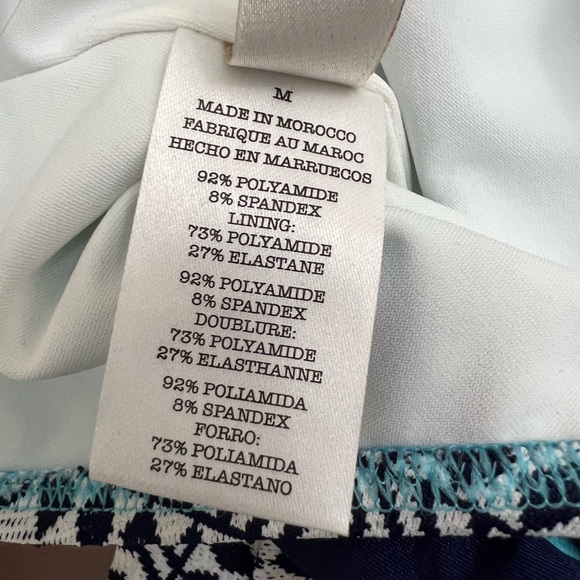 M
MADE IN MOROCCO
FABRIQUE AU MAROC
HECHO EN MARRUECOS
92% POLYAMIDE
8% SPANDEX
LINING:
73% POLYAMIDE
27% ELASTANE
92% POLYAMIDE
8% SPANDEX
DOUBLURE:
73% POLYAMIDE
27% ELASTHANNE
92% POLIAMIDA
8% SPANDEX
FORRO:
73% POLIAMIDA
27% ELASTANO